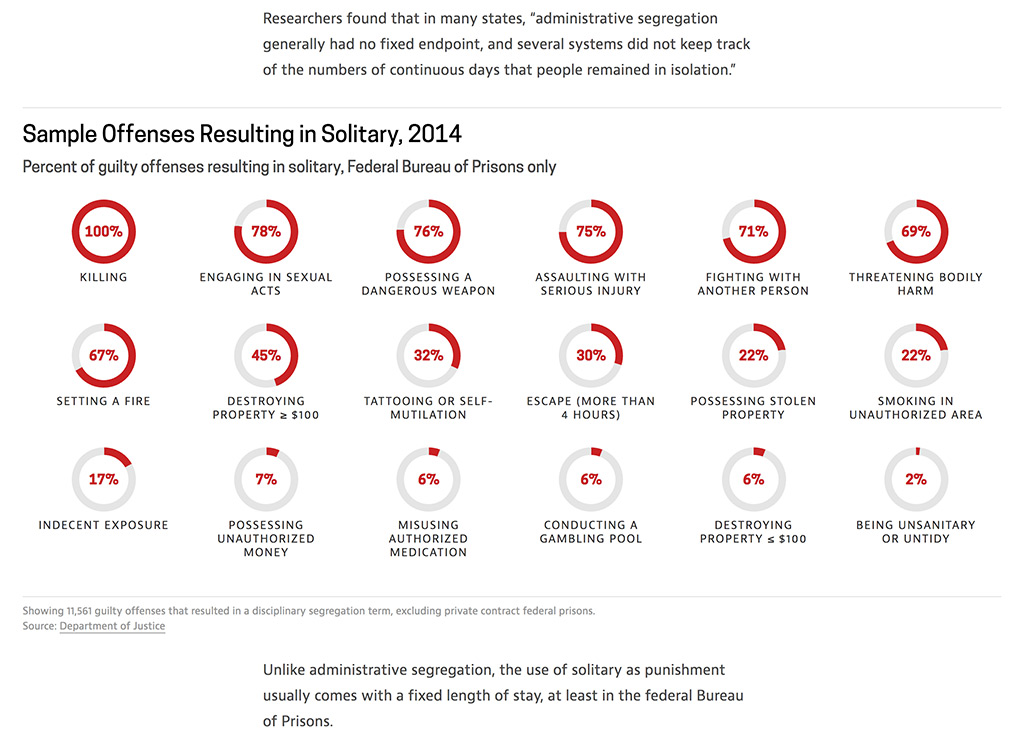 Researchers found that in many states, “administrative segregation
generally had no fixed endpoint, and several systems did not keep track
of the numbers of continuous days that people remained in isolation.”
Sample Offenses Resulting in Solitary, 2014
Percent of guilty offenses resulting in solitary, Federal Bureau of Prisons only
100%
KILLING
78%
ENGAGING IN SEXUAL
ACTS
76%
POSSESSING A
DANGEROUS WEAPON
75%
ASSAULTING WITH
SERIOUS INJURY
71%
FIGHTING WITH
ANOTHER PERSON
69%
THREATENING BODILY
HARM
67%
SETTING A FIRE
45%
DESTROYING
PROPERTY ≥ $100
32%
TATTOOING OR SELF-
MUTILATION
30%
ESCAPE (MORE THAN
4 HOURS)
22%
POSSESSING STOLEN
PROPERTY
22%
SMOKING IN
UNAUTHORIZED AREA
17%
INDECENT EXPOSURE
7%
POSSESSING
UNAUTHORIZED
MONEY
6%
MISUSING
AUTHORIZED
MEDICATION
6%
CONDUCTING A
GAMBLING POOL
6%
DESTROYING
PROPERTY ≤ $100
2%
BEING UNSANITARY
OR UNTIDY
Showing 11,561 guilty offenses that resulted in a disciplinary segregation term, excluding private contract federal prisons.
Source: Department of Justice
Unlike administrative segregation, the use of solitary as punishment
usually comes with a fixed length of stay, at least in the federal Bureau
of Prisons.